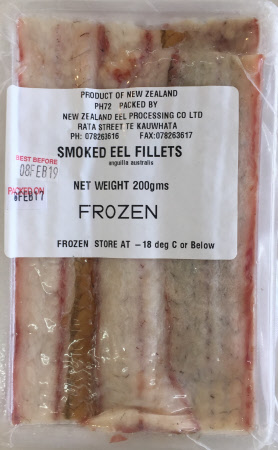 PRODUCT OF NEW ZEALAND
PH72 PACKED BY
NEW ZEALAND EEL PROCESSING CO LTD
RATA STREET TE KAUWHATA
PH: 078263616 FAX:078263617
SMOKED EEL FILLETS
anguilla australis
BEST BEFORE
08FEB19
PACKED ON
8FEB17
NET WEIGHT 200gms
FROZEN
FROZEN STORE AT -18 deg C or Below